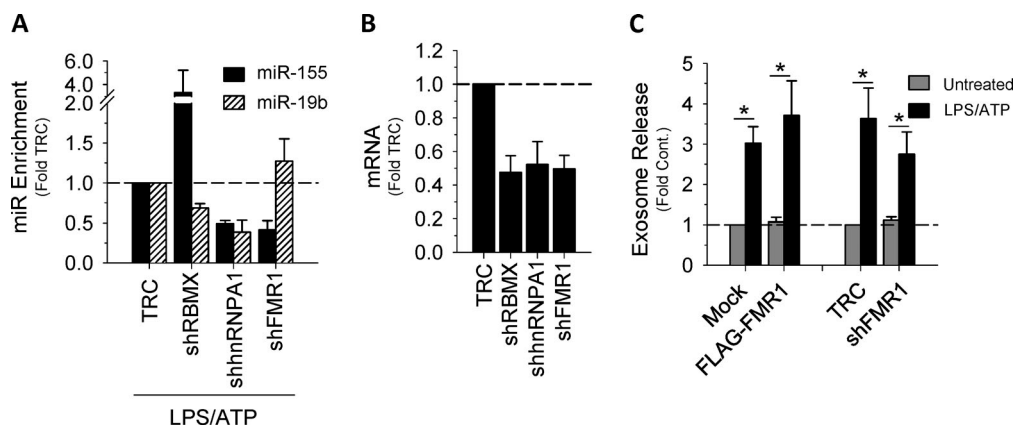 A
miR Enrichment
(Fold TRC)
6.0
4.0
2.0
1.5
1.0
0.5
0.0
miR-155
miR-19b
TRC
shRBMX
shhnRNPA1
shFMR1
LPS/ATP
B
mRNA
(Fold TRC)
1.2
1.0
0.8
0.6
0.4
0.2
0.0
TRC
shRBMX
shhnRNPA1
shFMR1
C
Exosome Release
(Fold Cont.)
5
4
3
2
1
0
*
*
*
*
Untreated
LPS/ATP
Mock
FLAG-FMR1
TRC
shFMR1